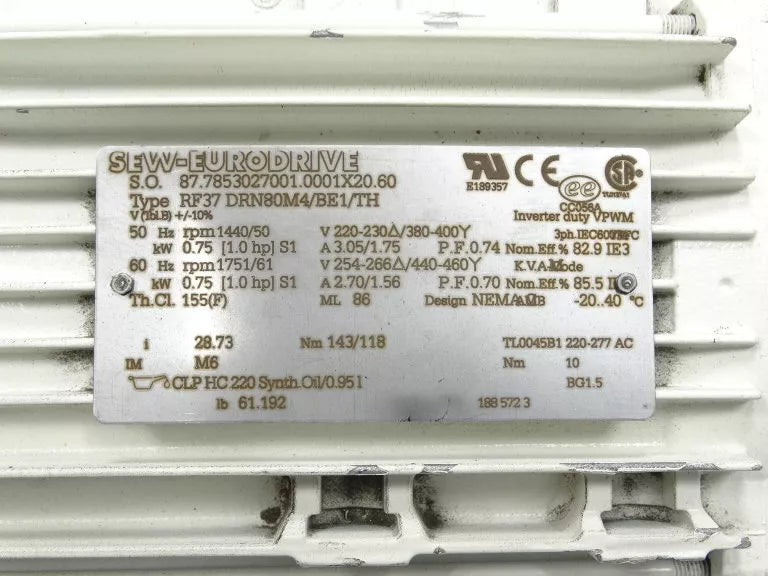 SEW-EURODRIVE
S.O. 87.7853027001.0001X20.60
Type RF37 DRN80M4/BE1/TH
E189357
ee
CC056A
V (lbl.B) +/-10% Inverter duty VPWM
50 Hz rpm 1440/50 V 220-230Δ/380-400Y 3ph.
kW 0.75 [1.0 hp] S1 A 3.05/1.75 P.F. 0.74 Nom.Eff.% 82.9 IE3
60 Hz rpm 1751/61 V 254-266Δ/440-460Y K.V.A-
kW 0.75 [1.0 hp] S1 A 2.70/1.56 P.F. 0.70 Nom.Eff.% 85.5
Th.Cl. 155(F) ML 86 Design NEMA -20..40 °C
i 28.73 Nm 143/118 TL0045B1 220-277 AC
IM M6 Nm 10
CLP HC 220 Synth.Oil/0.95 l BG1.5
lb 61.192 188 572 3